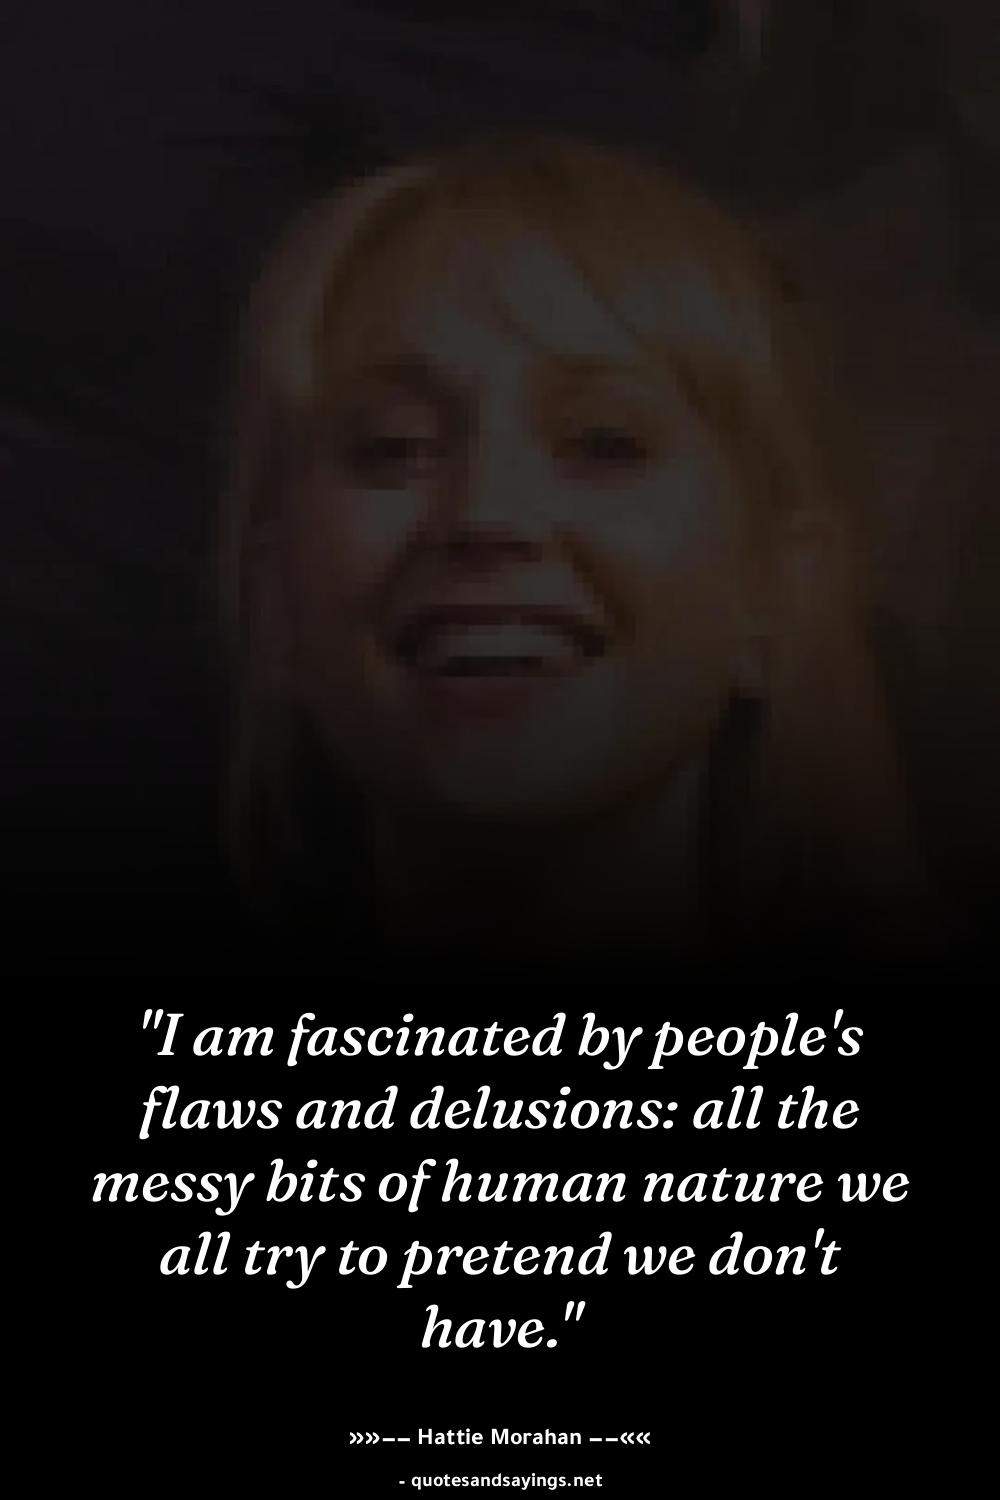 "I am fascinated by people's
flaws and delusions: all the
messy bits of human nature we
all try to pretend we don't
have."
»»−− Hattie Morahan −−««
- quotesandsayings.net